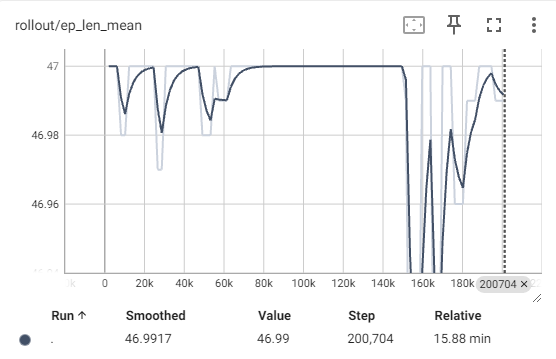 rollout/ep_len_mean
47
46.98
46.96
0 20k 40k 60k 80k 100k 120k 140k 160k 180k 200704 ×
Run ↑ Smoothed Value Step Relative
. 46.9917 46.99 200,704 15.88 min